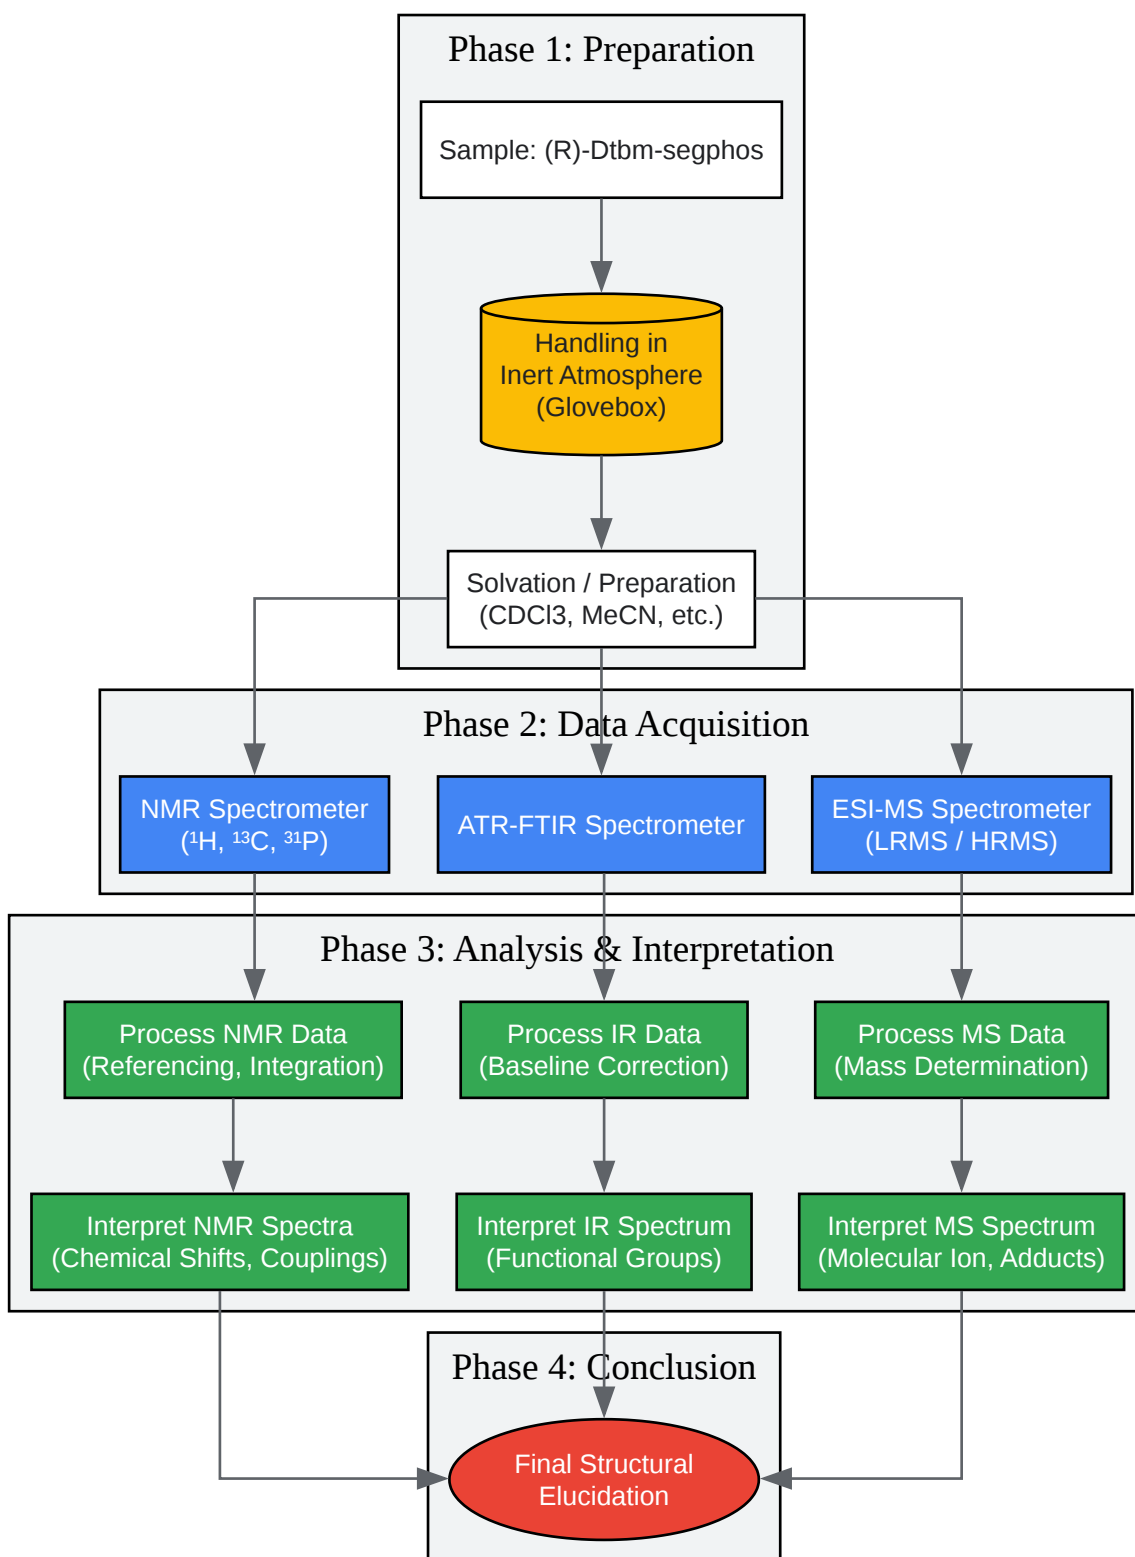 Phase 1: Preparation
Sample: (R)-Dtbm-segphos
Handling in
Inert Atmosphere
(Glovebox)
Solvation / Preparation
(CDCl3, MeCN, etc.)
Phase 2: Data Acquisition
NMR Spectrometer
(¹H, ¹³C, ³¹P)
ATR-FTIR Spectrometer
ESI-MS Spectrometer
(LRMS / HRMS)
Phase 3: Analysis & Interpretation
Process NMR Data
(Referencing, Integration)
Process IR Data
(Baseline Correction)
Process MS Data
(Mass Determination)
Interpret NMR Spectra
(Chemical Shifts, Couplings)
Interpret IR Spectrum
(Functional Groups)
Interpret MS Spectrum
(Molecular Ion, Adducts)
Phase 4: Conclusion
Final Structural
Elucidation